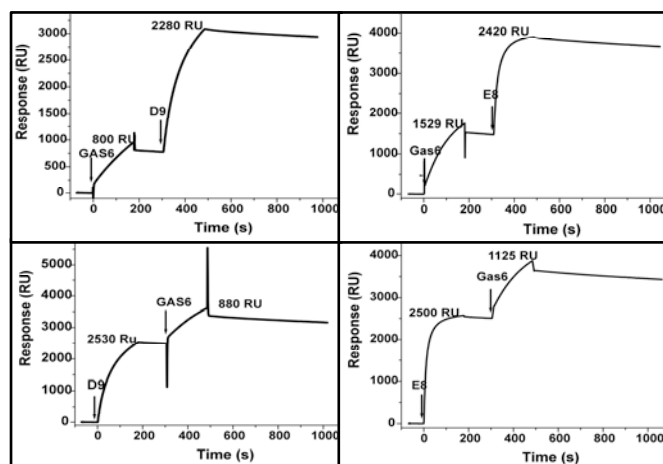 2280 RU
3000
2500
2000
1500
1000
500
0
Response (RU)
D9
800 RU
GAS6
0 200 400 600 800 1000
Time (s)
2420 RU
4000
3000
2000
1000
0
Response (RU)
E8
1529 RU
Gas6
0 200 400 600 800 1000
Time (s)
5000
4000
3000
2000
1000
0
Response (RU)
GAS6
880 RU
2530 Ru
D9
0 200 400 600 800 1000
Time (s)
1125 RU
4000
3000
2000
1000
0
Response (RU)
Gas6
2500 RU
E8
0 200 400 600 800 1000
Time (s)